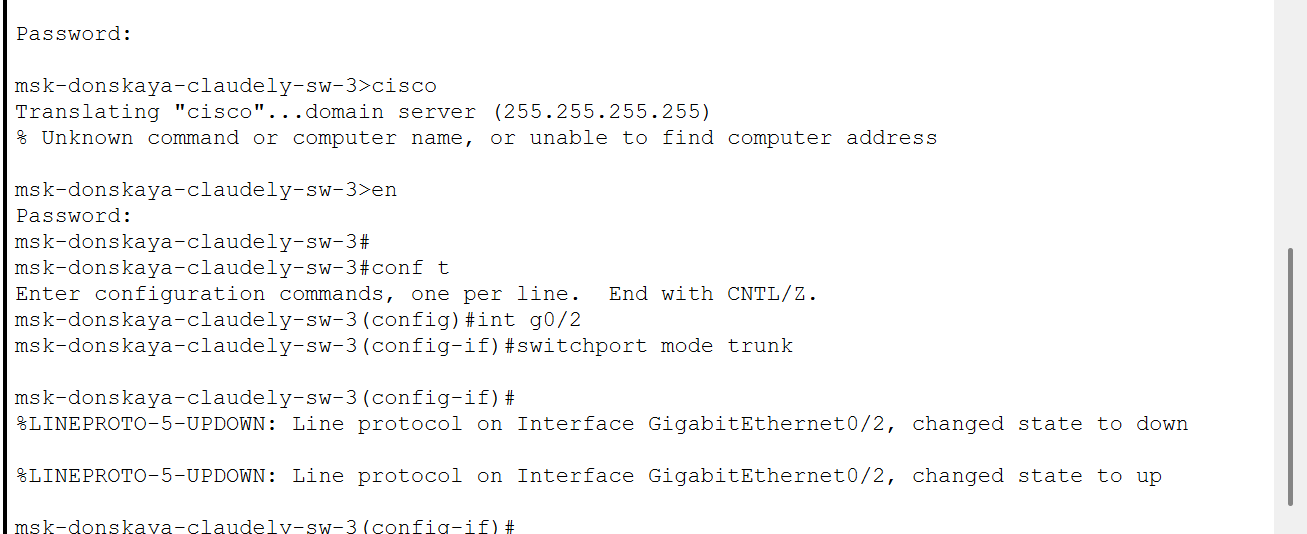 Password:
msk-donskaya-claudely-sw-3>cisco
Translating "cisco"...domain server (255.255.255.255)
% Unknown command or computer name, or unable to find computer address
msk-donskaya-claudely-sw-3>en
Password:
msk-donskaya-claudely-sw-3#
msk-donskaya-claudely-sw-3#conf t
Enter configuration commands, one per line.  End with CNTL/Z.
msk-donskaya-claudely-sw-3(config)#int g0/2
msk-donskaya-claudely-sw-3(config-if)#switchport mode trunk
msk-donskaya-claudely-sw-3(config-if)#
%LINEPROTO-5-UPDOWN: Line protocol on Interface GigabitEthernet0/2, changed state to down
%LINEPROTO-5-UPDOWN: Line protocol on Interface GigabitEthernet0/2, changed state to up
msk-donskaya-claudely-sw-3(config-if)#